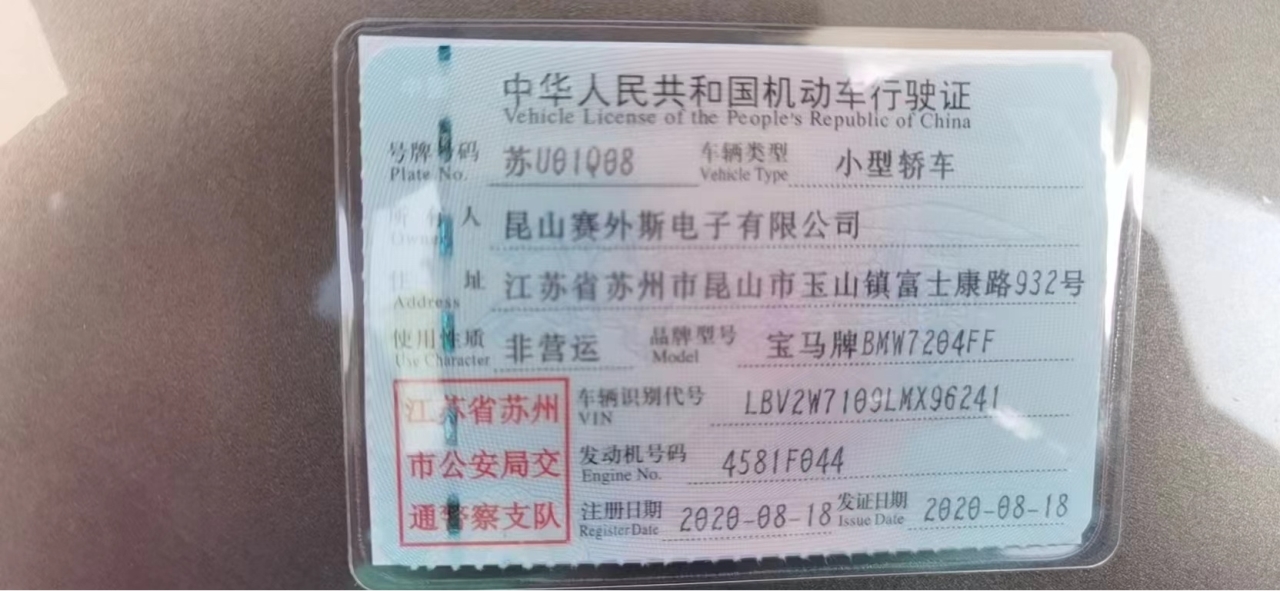 中华人民共和国机动车行驶证
Vehicle License of the People's Republic of China
号牌号码 苏U01Q08 车辆类型 小型轿车
Plate No. Vehicle Type
所有人 昆山赛外斯电子有限公司
Owner
住址 江苏省苏州市昆山市玉山镇富士康路932号
Address
使用性质 非营运 品牌型号 宝马牌BMW7204FF
Use Character Model
车辆识别代号 LBV2W7109LMX96241
VIN
发动机号码 4581F044
Engine No.
注册日期 2020-08-18 发证日期 2020-08-18
Register Date Issue Date
江苏省苏州
市公安局交
通警察支队